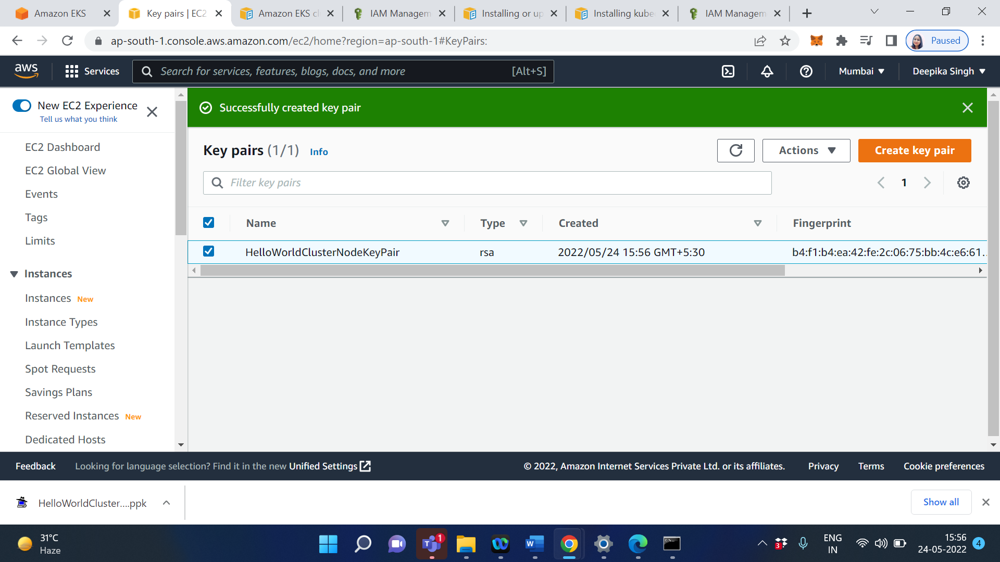 Amazon EKS
Key pairs | EC2
Amazon EKS cl
IAM Managem
Installing or up
Installing kube
IAM Managem
ap-south-1.console.aws.amazon.com/ec2/home?region=ap-south-1#KeyPairs:
Paused
aws
Services
Search for services, features, blogs, docs, and more
[Alt+S]
Mumbai
Deepika Singh
New EC2 Experience
Tell us what you think
EC2 Dashboard
EC2 Global View
Events
Tags
Limits
Instances
Instances New
Instance Types
Launch Templates
Spot Requests
Savings Plans
Reserved Instances New
Dedicated Hosts
Successfully created key pair
Key pairs (1/1) Info
Actions
Create key pair
Filter key pairs
1
Name Type Created Fingerprint
HelloWorldClusterNodeKeyPair rsa 2022/05/24 15:56 GMT+5:30 b4:f1:b4:ea:42:fe:2c:06:75:bb:4c:e6:61...
Feedback
Looking for language selection? Find it in the new Unified Settings
© 2022, Amazon Internet Services Private Ltd. or its affiliates.
Privacy
Terms
Cookie preferences
HelloWorldCluster....ppk
Show all
31°C
Haze
1
W
3
ENG
IN
15:56
24-05-2022
4